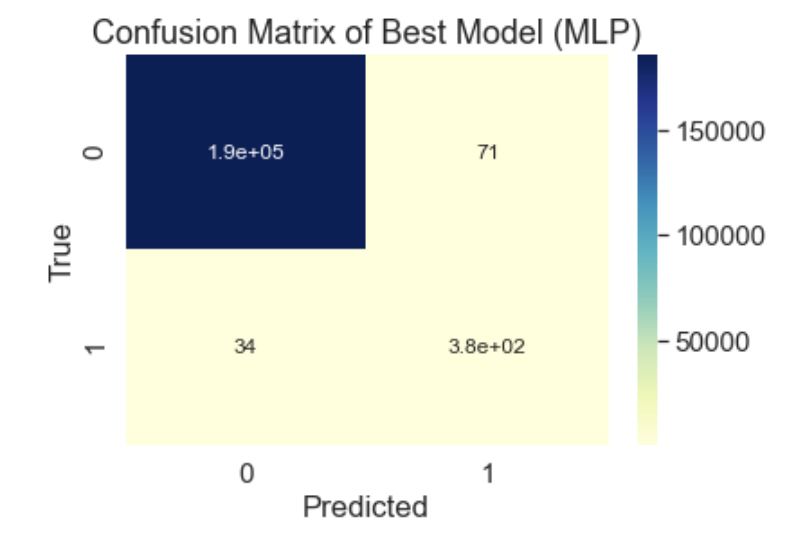 Confusion Matrix of Best Model (MLP)
0
1.9e+05
71
True
1
34
3.8e+02
0
1
Predicted
150000
100000
50000